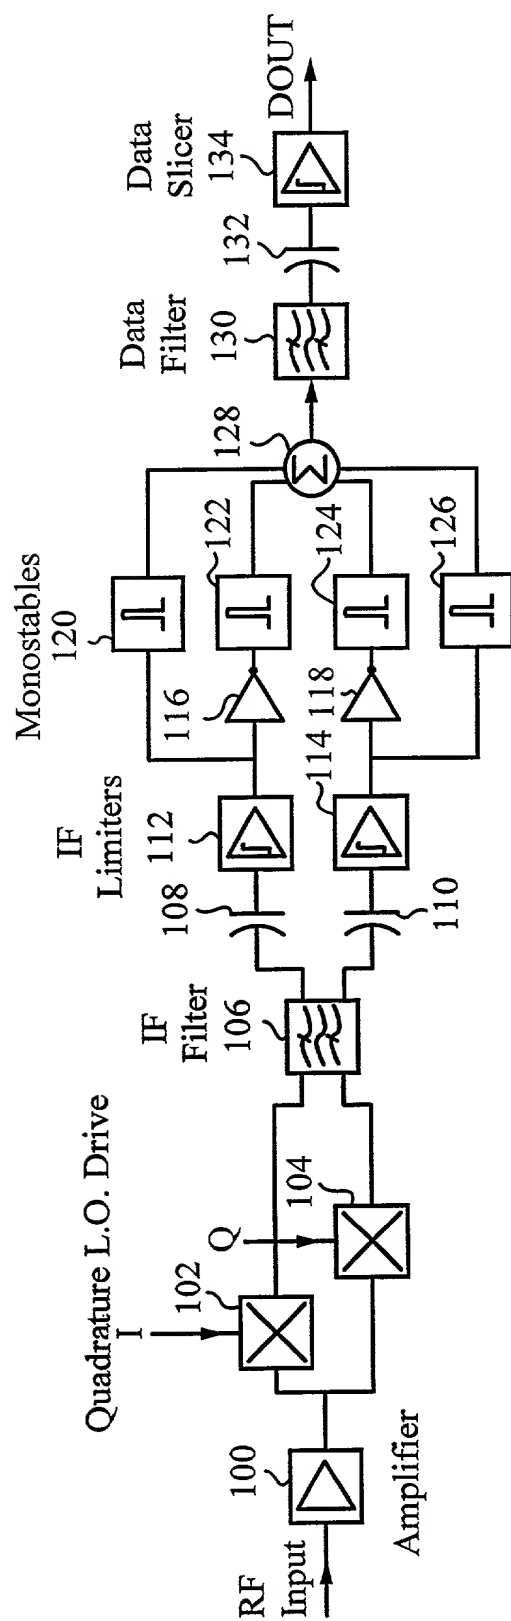 RF
Input
100
Amplifier
Quadrature L.O. Drive
I
102
Q
104
IF
Filter
106
108
110
IF
Limiters
112
114
116
118
Monostables
120
122
124
126
Σ
128
Data
Filter
130
132
Data
Slicer
134
DOUT